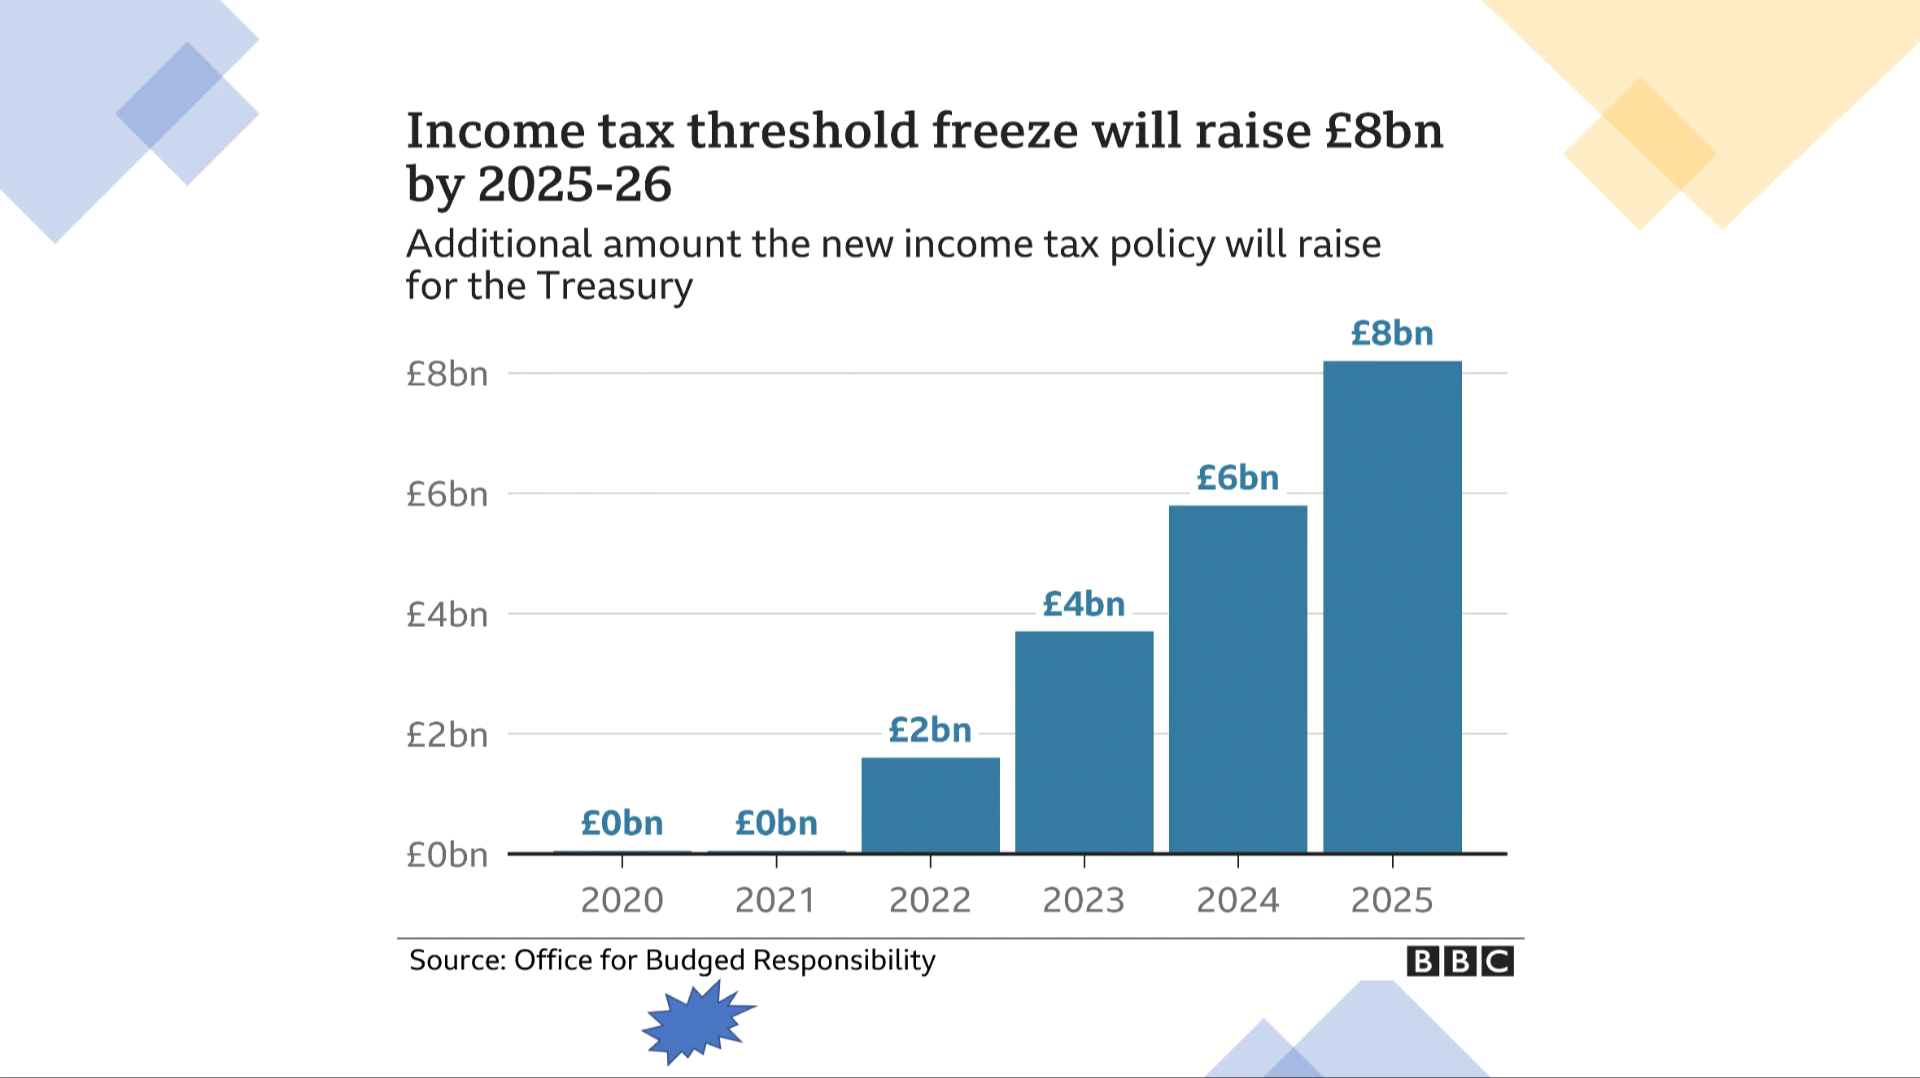 Income tax threshold freeze will raise £8bn
by 2025-26
Additional amount the new income tax policy will raise
for the Treasury
£8bn
£8bn
£6bn
£6bn
£4bn
£4bn
£2bn
£2bn
£0bn
£0bn
£0bn
2020
2021
2022
2023
2024
2025
Source: Office for Budged Responsibility
BBC